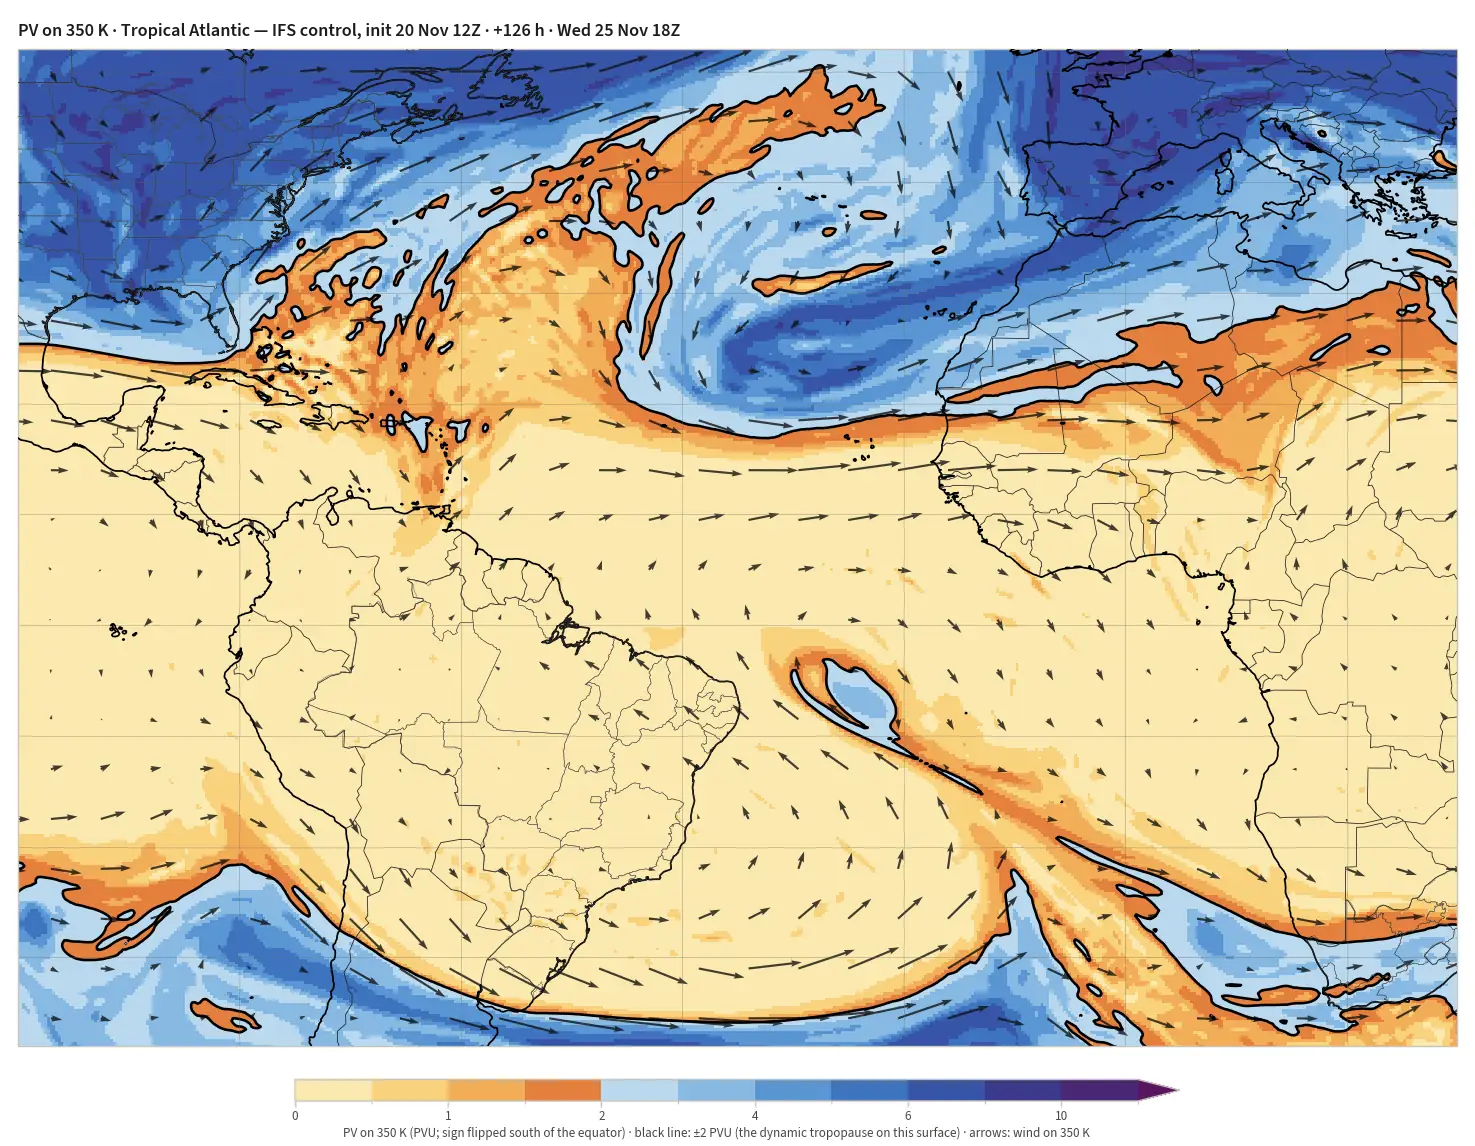 PV on 350 K · Tropical Atlantic — IFS control, init 20 Nov 12Z · +126 h · Wed 25 Nov 18Z
0 1 2 4 6 10
PV on 350 K (PVU; sign flipped south of the equator) · black line: ±2 PVU (the dynamic tropopause on this surface) · arrows: wind on 350 K